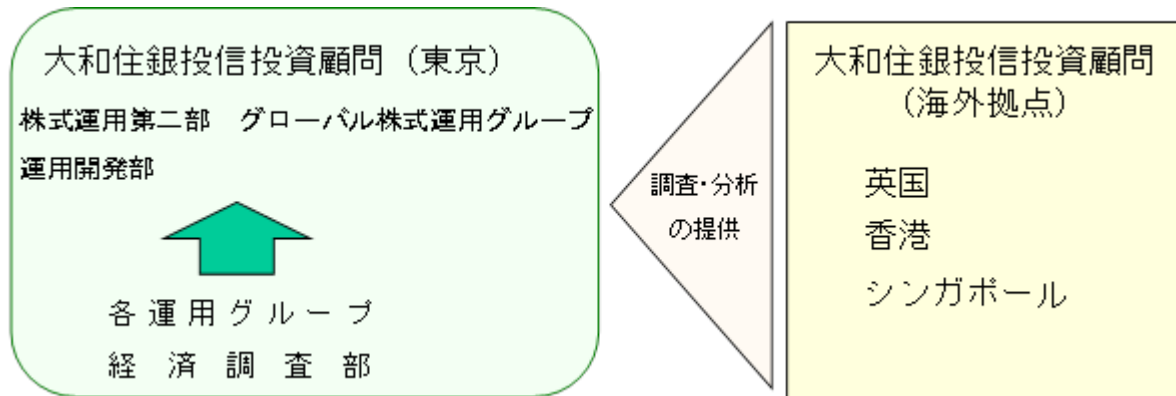 大和住銀投信投資顧問（東京）
株式運用第二部　グローバル株式運用グループ
運用開発部
各運用グループ
経済調査部
調査・分析
の提供
大和住銀投信投資顧問
（海外拠点）
英国
香港
シンガポール